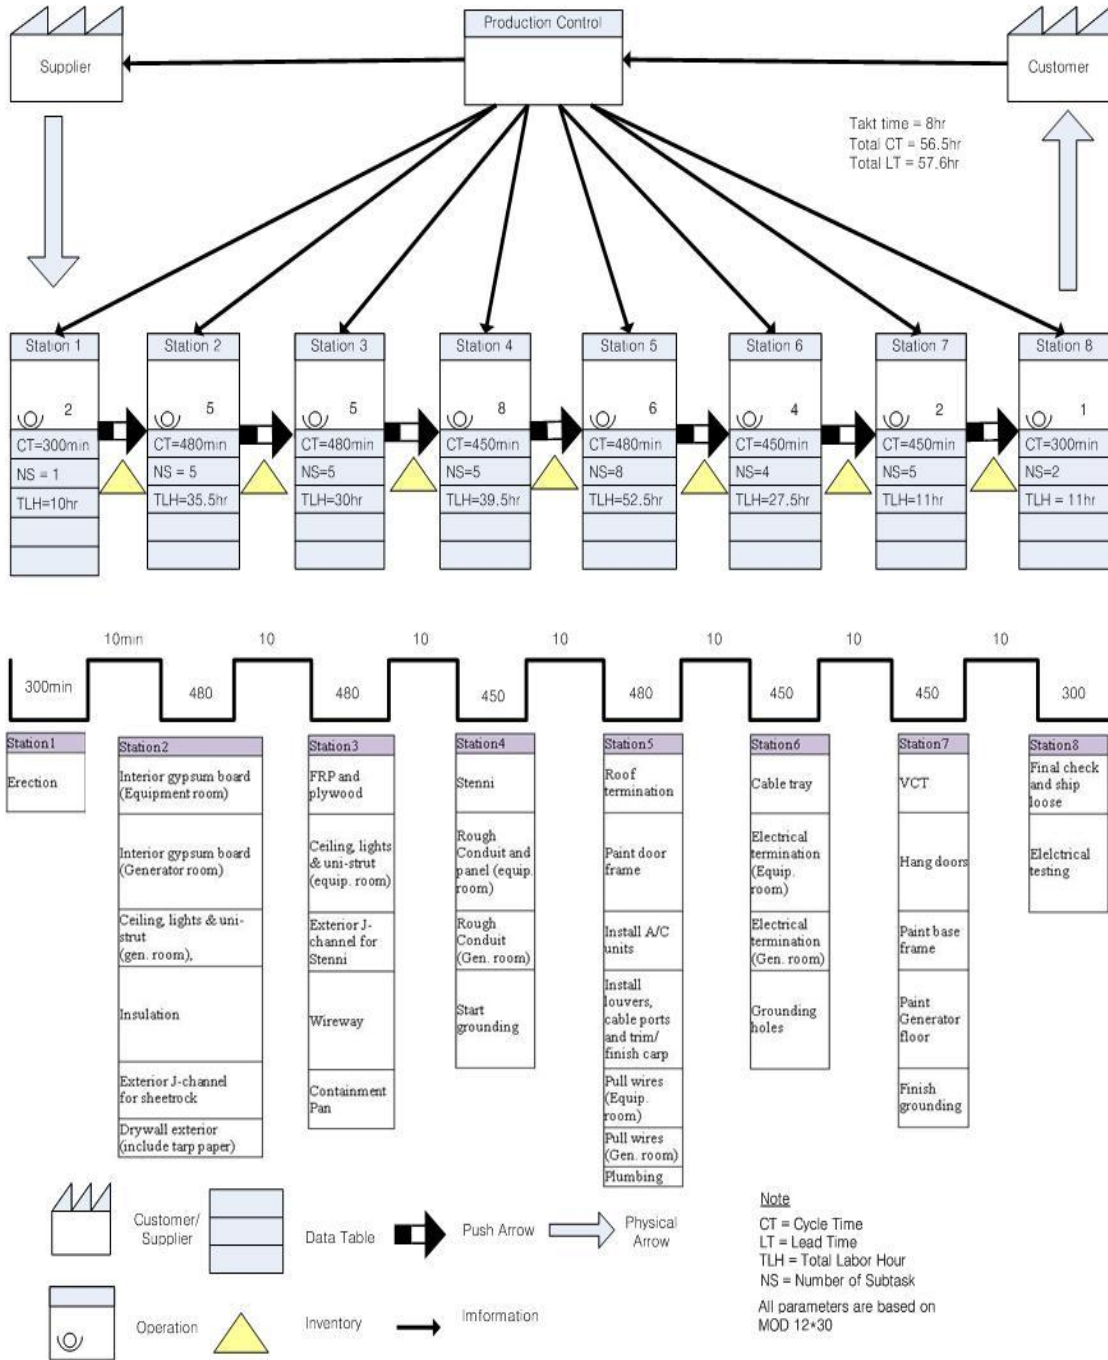 Production Control
Supplier
Customer
Takt time = 8hr
Total CT = 56.5hr
Total LT = 57.6hr
Station 1
Station 2
Station 3
Station 4
Station 5
Station 6
Station 7
Station 8
2
5
5
8
6
4
2
1
CT=300min
CT=480min
CT=480min
CT=450min
CT=480min
CT=450min
CT=450min
CT=300min
NS = 1
NS = 5
NS=5
NS=5
NS=8
NS=4
NS=5
NS=2
TLH=10hr
TLH=35.5hr
TLH=30hr
TLH=39.5hr
TLH=52.5hr
TLH=27.5hr
TLH=11hr
TLH = 11hr
10min
10
10
10
10
10
10
300min
480
480
450
480
450
450
300
Station1
Erection
Station2
Interior gypsum board
(Equipment room)
Interior gypsum board
(Generator room)
Ceiling, lights & uni-
strut
(gen. room),
Insulation
Exterior J-channel
for sheetrock
Drywall exterior
(include tarp paper)
Station3
FRP and
plywood
Ceiling, lights
& uni-strut
(equip. room)
Exterior J-
channel for
Stenni
Wireway
Containment
Pan
Station4
Stenni
Rough
Conduit and
panel (equip.
room)
Rough
Conduit
(Gen. room)
Start
grounding
Station5
Roof
termination
Paint door
frame
Install A/C
units
Install
louvers,
cable ports
and trim/
finish carp
Pull wires
(Equip.
room)
Pull wires
(Gen. room)
Plumbing
Station6
Cable tray
Electrical
termination
(Equip.
room)
Electrical
termination
(Gen. room)
Grounding
holes
Station7
VCT
Hang doors
Paint base
frame
Paint
Generator
floor
Finish
grounding
Station8
Final check
and ship
loose
Elelctrical
testing
Customer/
Supplier
Data Table
Push Arrow
Physical
Arrow
Operation
Inventory
Imformation
Note
CT = Cycle Time
LT = Lead Time
TLH = Total Labor Hour
NS = Number of Subtask
All parameters are based on
MOD 12*30